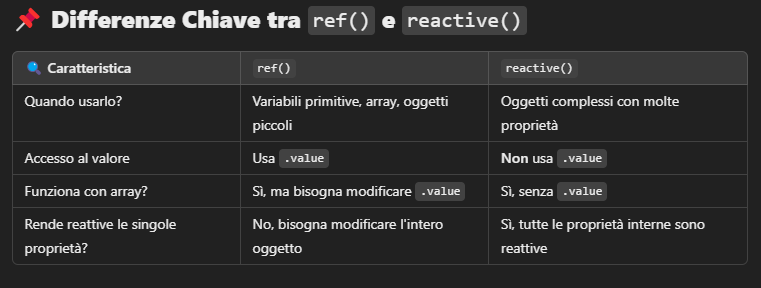 📌 Differenze Chiave tra ref() e reactive()
🔍 Caratteristica ref() reactive()
Quando usarlo? Variabili primitive, array, oggetti piccoli Oggetti complessi con molte proprietà
Accesso al valore Usa .value Non usa .value
Funziona con array? Sì, ma bisogna modificare .value Sì, senza .value
Rende reattive le singole proprietà? No, bisogna modificare l'intero oggetto Sì, tutte le proprietà interne sono reattive